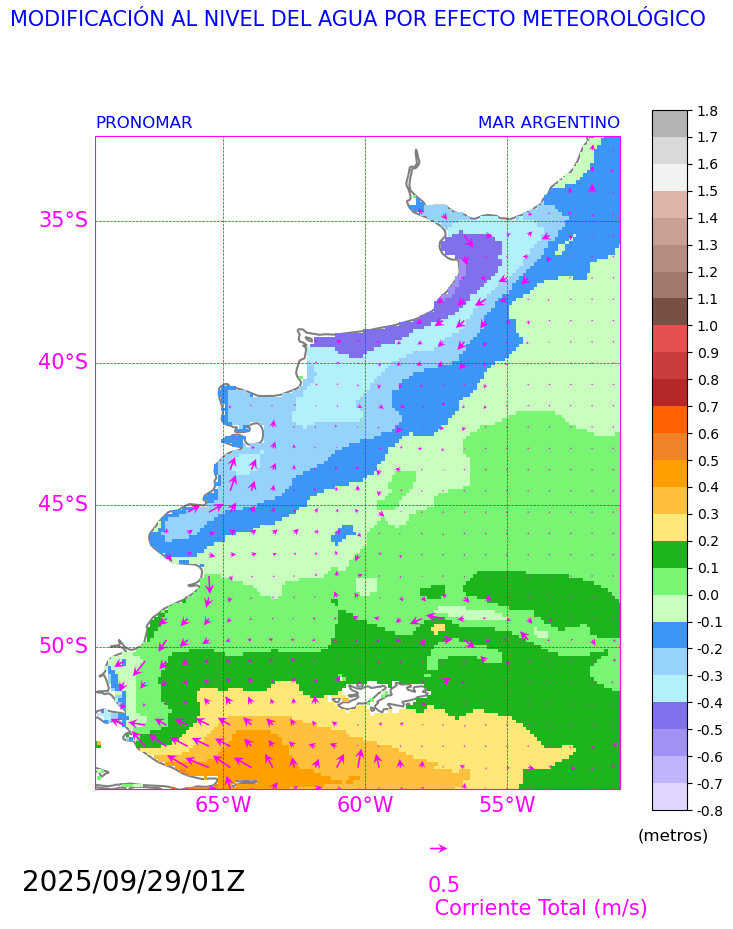 MODIFICACIÓN AL NIVEL DEL AGUA POR EFECTO METEOROLÓGICO
PRONOMAR
MAR ARGENTINO
35°S
40°S
45°S
50°S
65°W
60°W
55°W
1.8
1.7
1.6
1.5
1.4
1.3
1.2
1.1
1.0
0.9
0.8
0.7
0.6
0.5
0.4
0.3
0.2
0.1
0.0
-0.1
-0.2
-0.3
-0.4
-0.5
-0.6
-0.7
-0.8
(metros)
2025/09/29/01Z
0.5
Corriente Total (m/s)